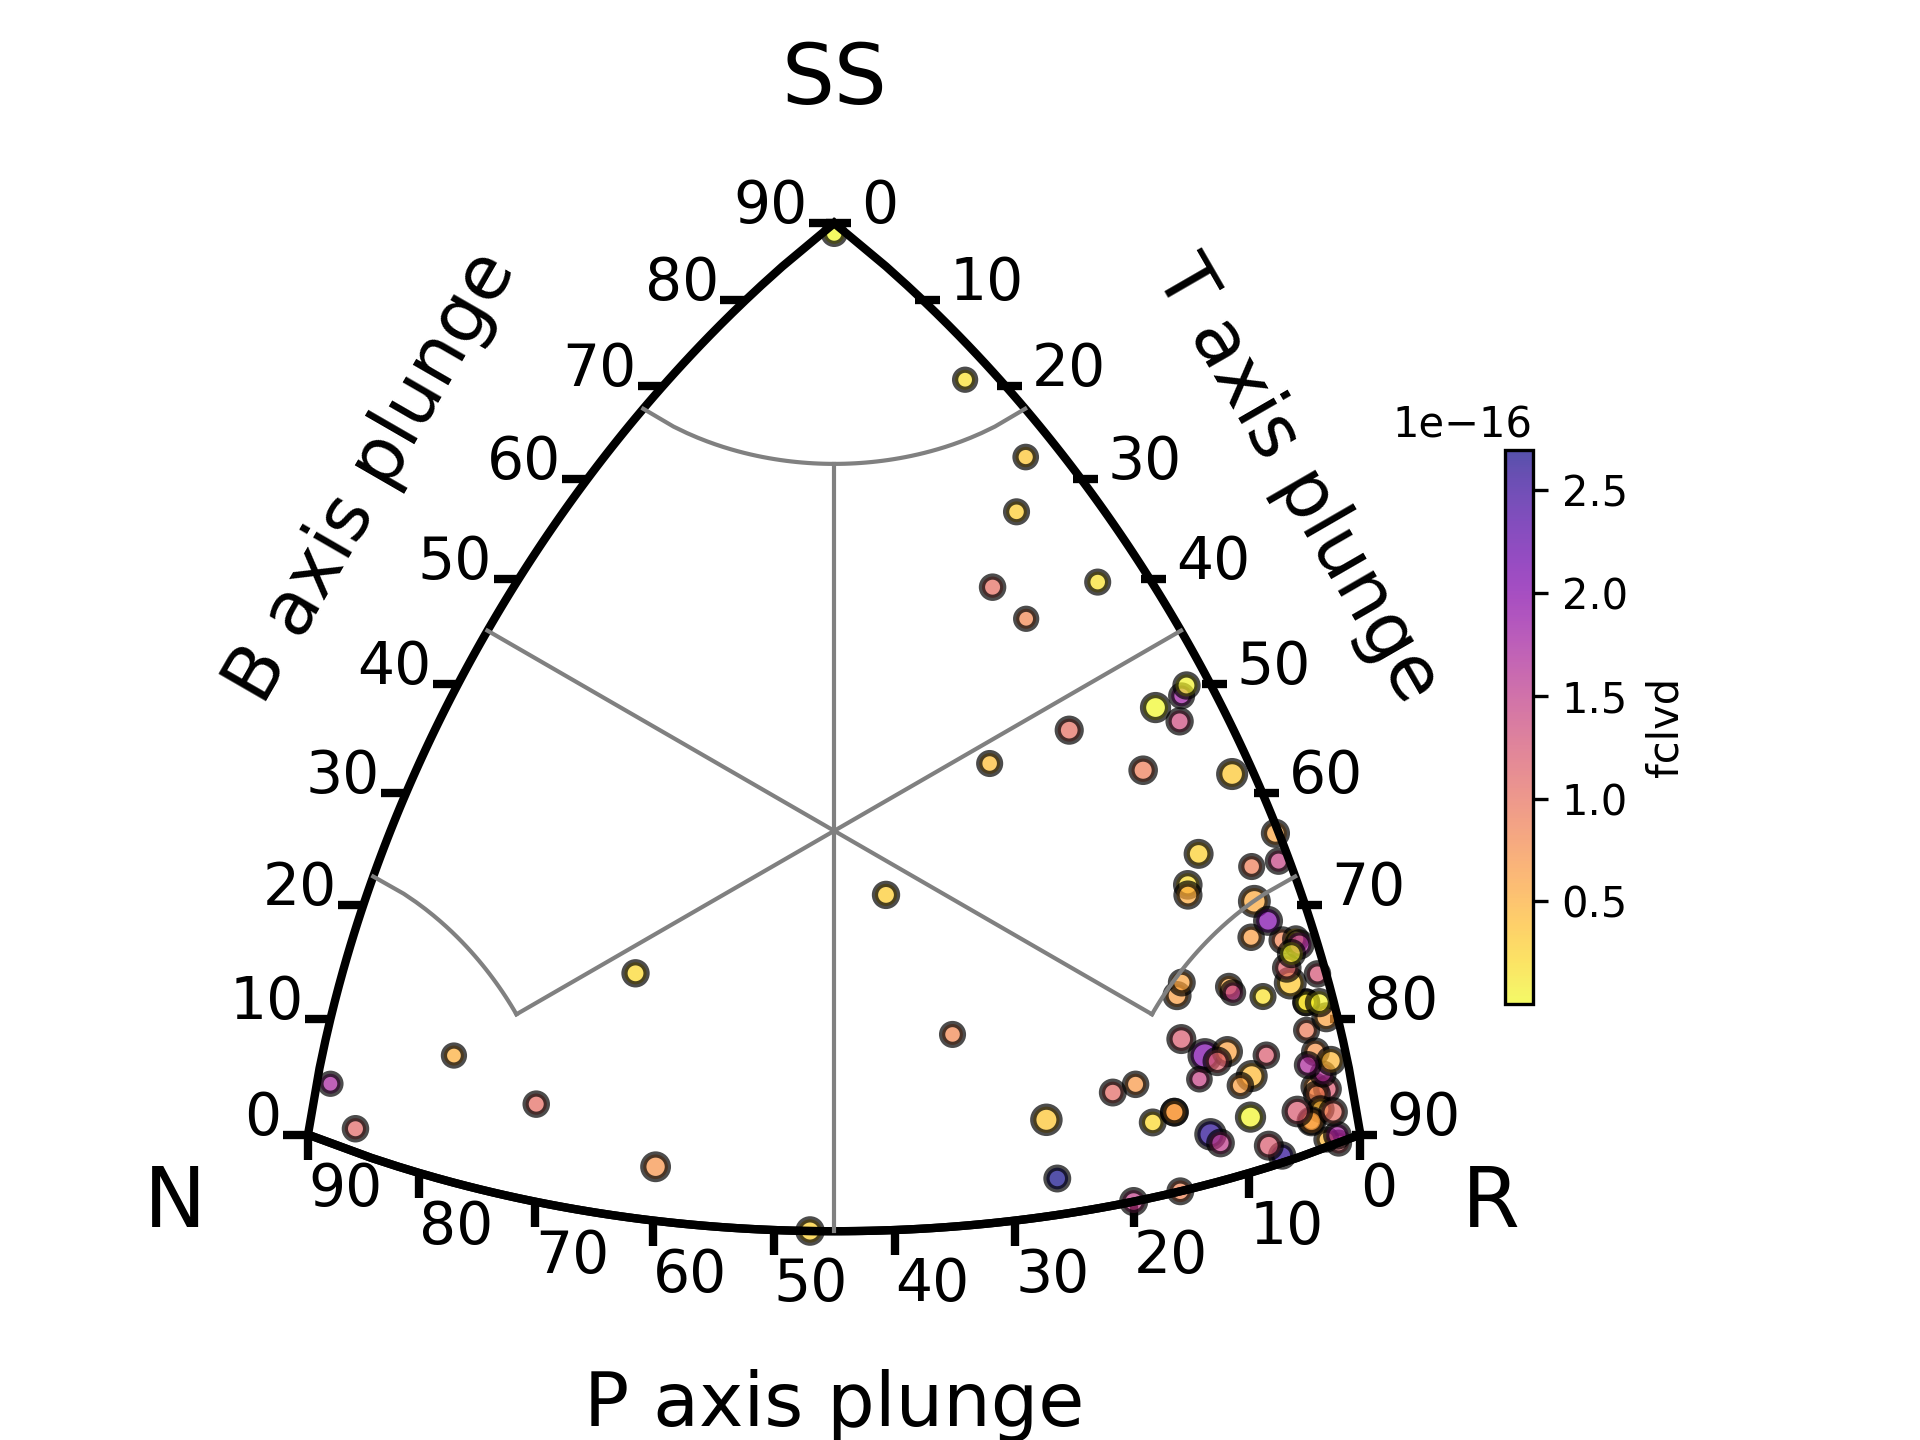 SS
90 0
80 10
70 20
60 30
50 40
40 50
30 60
20 70
10 80
0 90
B axis plunge
T axis plunge
N
R
90 80 70 60 50 40 30 20 10 0
P axis plunge
1e−16
2.5
2.0
1.5
1.0
0.5
fclvd